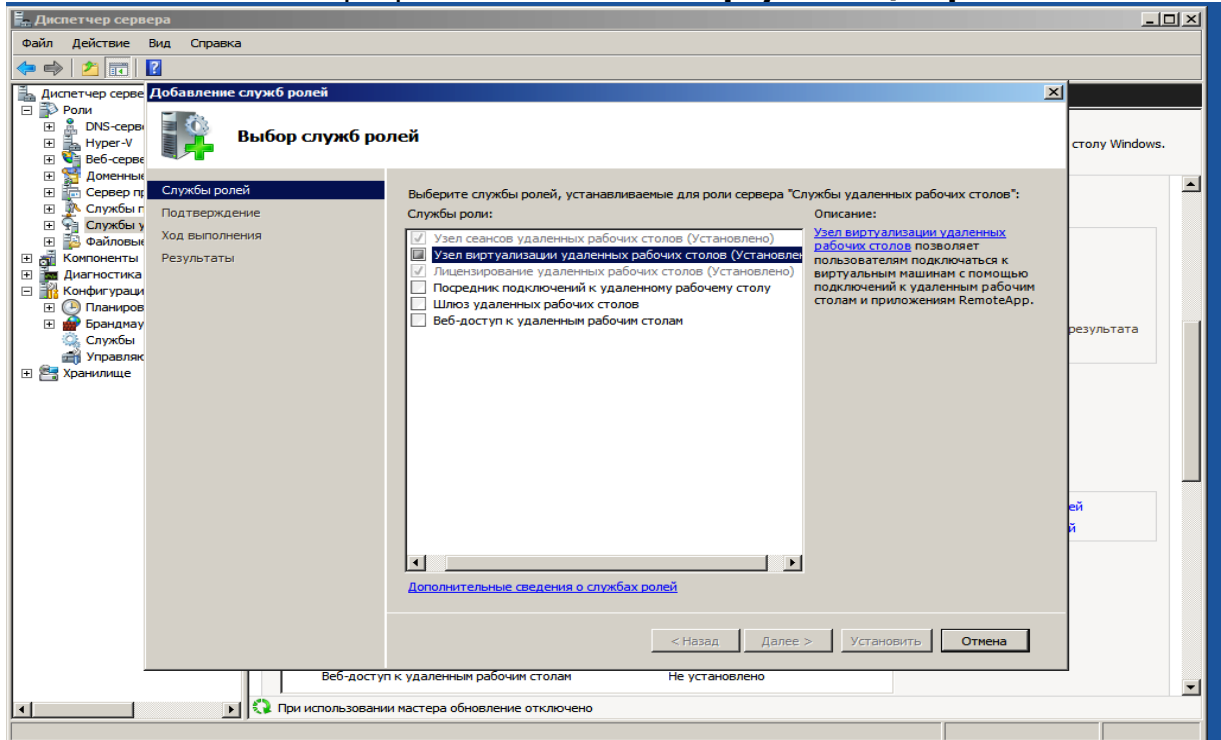 Диспетчер сервера
Файл Действие Вид Справка
Диспетчер серве
Роли
DNS-серв
Hyper-V
Веб-серве
Доменные
Сервер пр
Службы п
Службы у
Файловые
Компоненты
Диагностика
Конфигураци
Планиров
Брандмау
Службы
Управляю
Хранилище
Добавление служб ролей
Выбор служб ролей
Службы ролей
Подтверждение
Ход выполнения
Результаты
Выберите службы ролей, устанавливаемые для роли сервера "Службы удаленных рабочих столов":
Службы роли:
Узел сеансов удаленных рабочих столов (Установлено)
Узел виртуализации удаленных рабочих столов (Установлен
Лицензирование удаленных рабочих столов (Установлено)
Посредник подключений к удаленному рабочему столу
Шлюз удаленных рабочих столов
Веб-доступ к удаленным рабочим столам
Описание:
Узел виртуализации удаленных
рабочих столов позволяет
пользователям подключаться к
виртуальным машинам с помощью
подключений к удаленным рабочим
столам и приложениям RemoteApp.
Дополнительные сведения о службах ролей
< Назад Далее > Установить Отмена
столу Windows.
результата
ей
й
Веб-доступ к удаленным рабочим столам Не установлено
При использовании мастера обновление отключено